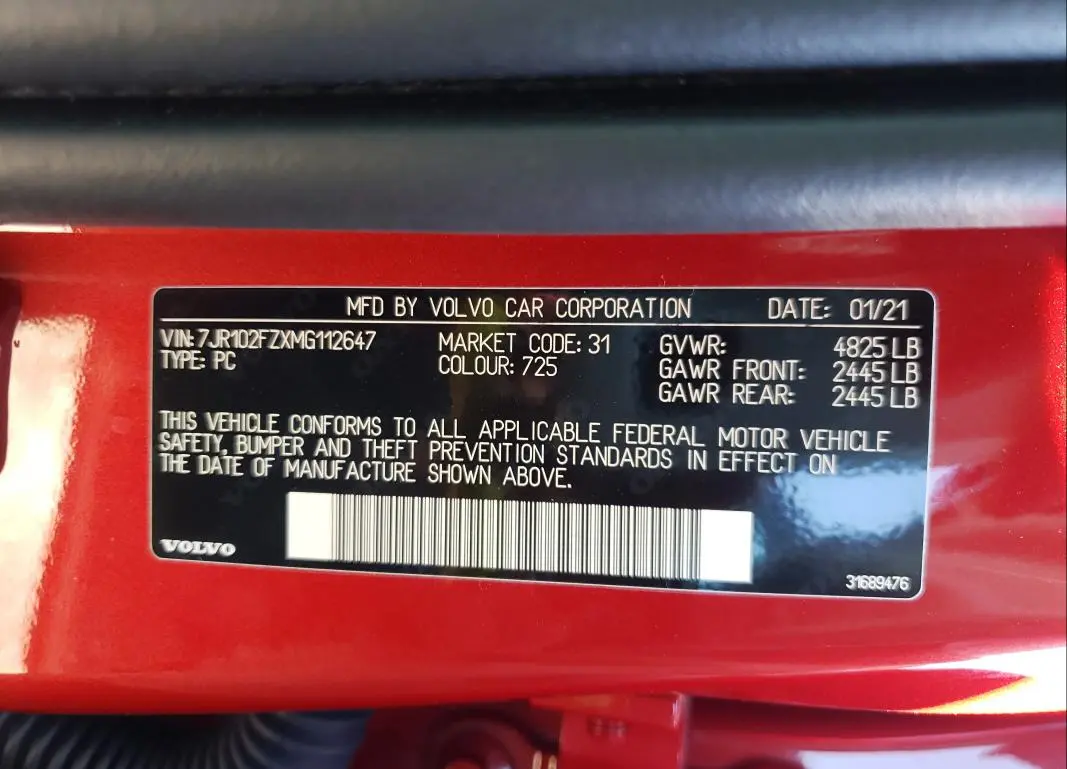 MFD BY VOLVO CAR CORPORATION DATE: 01/21
VIN: 7JR102FZXMG112647 MARKET CODE: 31 GVWR: 4825 LB
TYPE: PC COLOUR: 725 GAWR FRONT: 2445 LB
GAWR REAR: 2445 LB
THIS VEHICLE CONFORMS TO ALL APPLICABLE FEDERAL MOTOR VEHICLE
SAFETY, BUMPER AND THEFT PREVENTION STANDARDS IN EFFECT ON
THE DATE OF MANUFACTURE SHOWN ABOVE.
VOLVO
31689476